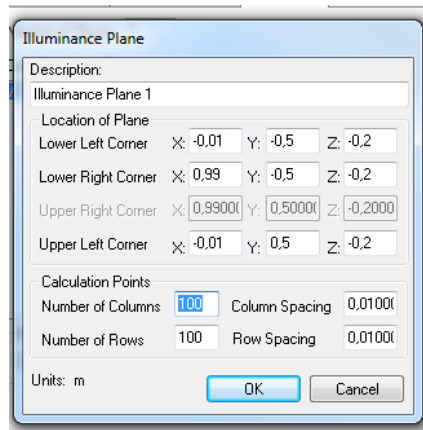 Illuminance Plane
Description:
Illuminance Plane 1
Location of Plane
Lower Left Corner X: -0,01 Y: -0,5 Z: -0,2
Lower Right Corner X: 0,99 Y: -0,5 Z: -0,2
Upper Right Corner X: 0,9900( Y: 0,5000( Z: -0,2000
Upper Left Corner X: -0,01 Y: 0,5 Z: -0,2
Calculation Points
Number of Columns 100 Column Spacing 0,0100(
Number of Rows 100 Row Spacing 0,0100(
Units: m OK Cancel